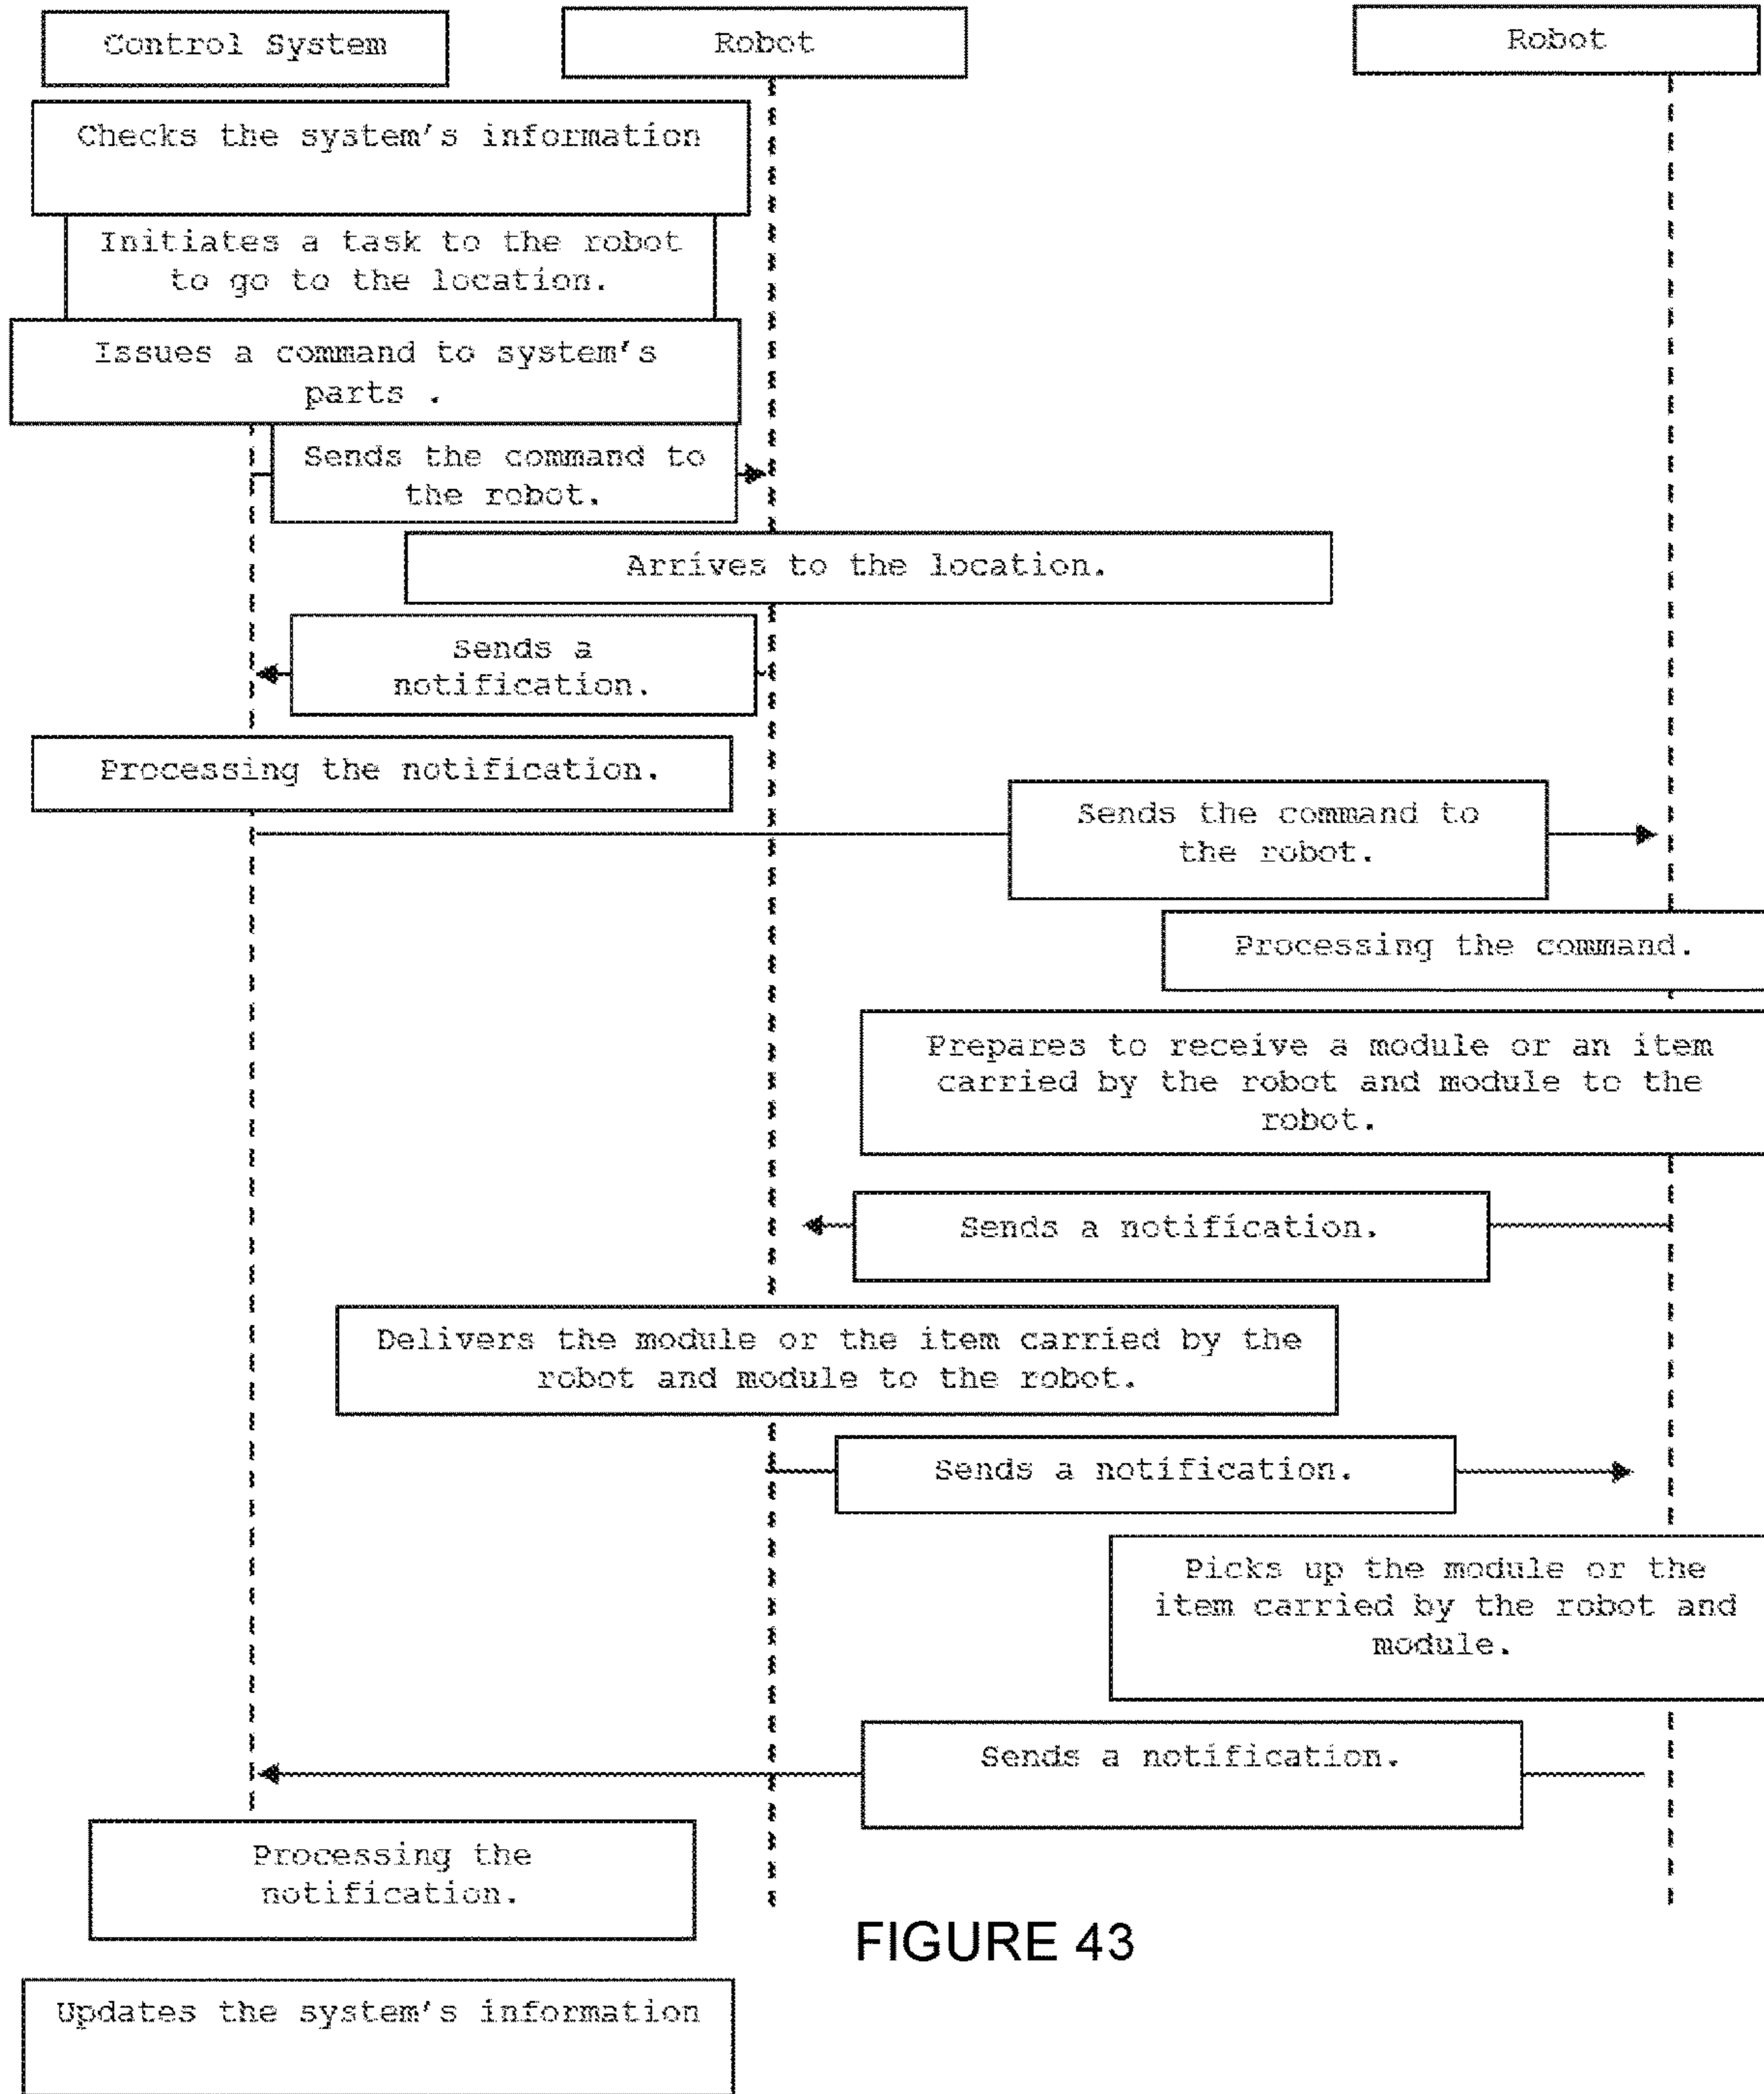 Control System
Robot
Robot
Checks the system's information
Initiates a task to the robot
to go to the location.
Issues a command to system's
parts .
Sends the command to
the robot.
Arrives to the location.
Sends a
notification.
Processing the notification.
Sends the command to
the robot.
Processing the command.
Prepares to receive a module or an item
carried by the robot and module to the
robot.
Sends a notification.
Delivers the module or the item carried by the
robot and module to the robot.
Sends a notification.
Picks up the module or the
item carried by the robot and
module.
Sends a notification.
Processing the
notification.
FIGURE 43
Updates the system's information